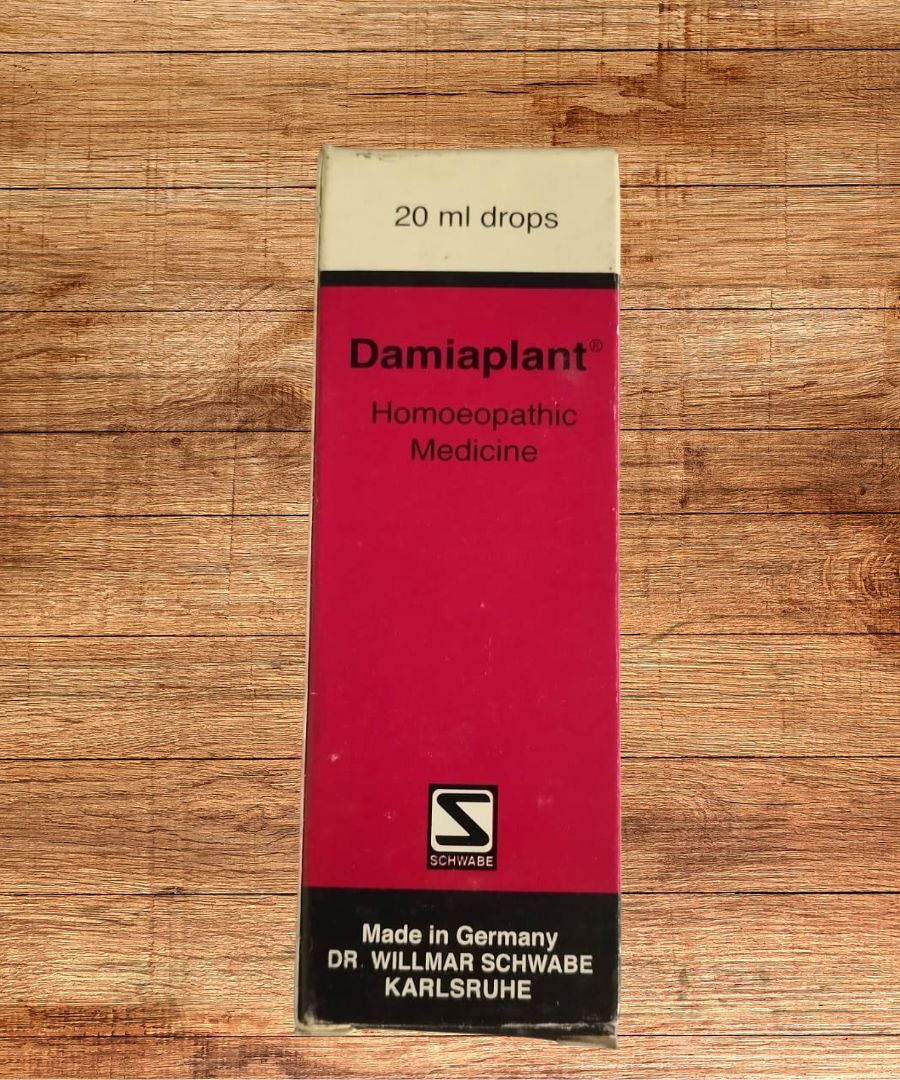 20 ml drops
Damiaplant®
Homoeopathic
Medicine
SCHWABE
Made in Germany
DR. WILLMAR SCHWABE
KARLSRUHE